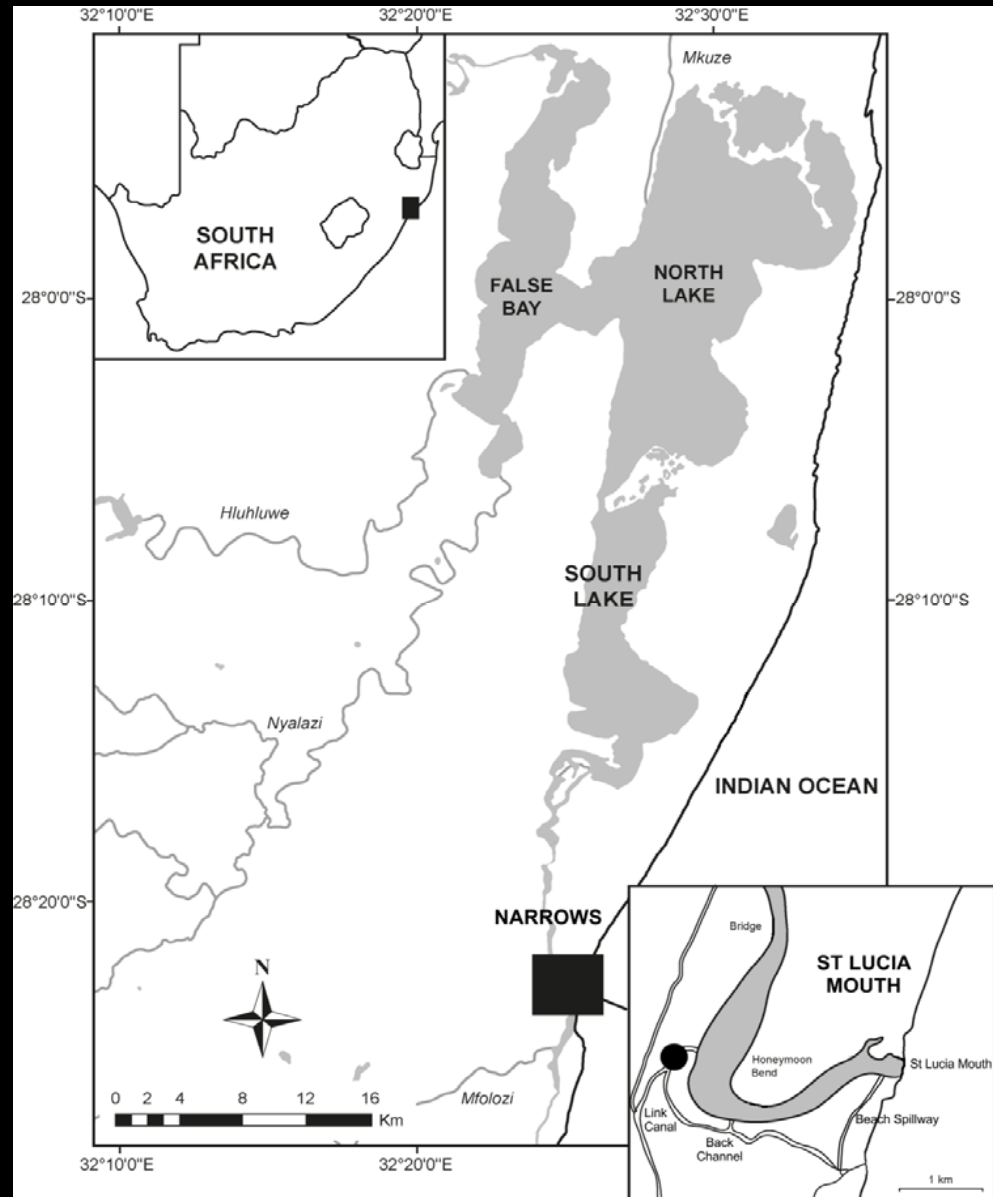 32°10'0"E
32°20'0"E
32°30'0"E
Mkuze
SOUTH
AFRICA
FALSE
BAY
NORTH
LAKE
28°0'0"S
28°0'0"S
Hluhluwe
SOUTH
LAKE
28°10'0"S
28°10'0"S
Nyalazi
INDIAN OCEAN
28°20'0"S
NARROWS
N
Mfolozi
0 2 4 8 12 16
Km
32°10'0"E
32°20'0"E
Bridge
ST LUCIA
MOUTH
Honeymoon
Bend
St Lucia Mouth
Link
Canal
Beach Spillway
Back
Channel
1 km